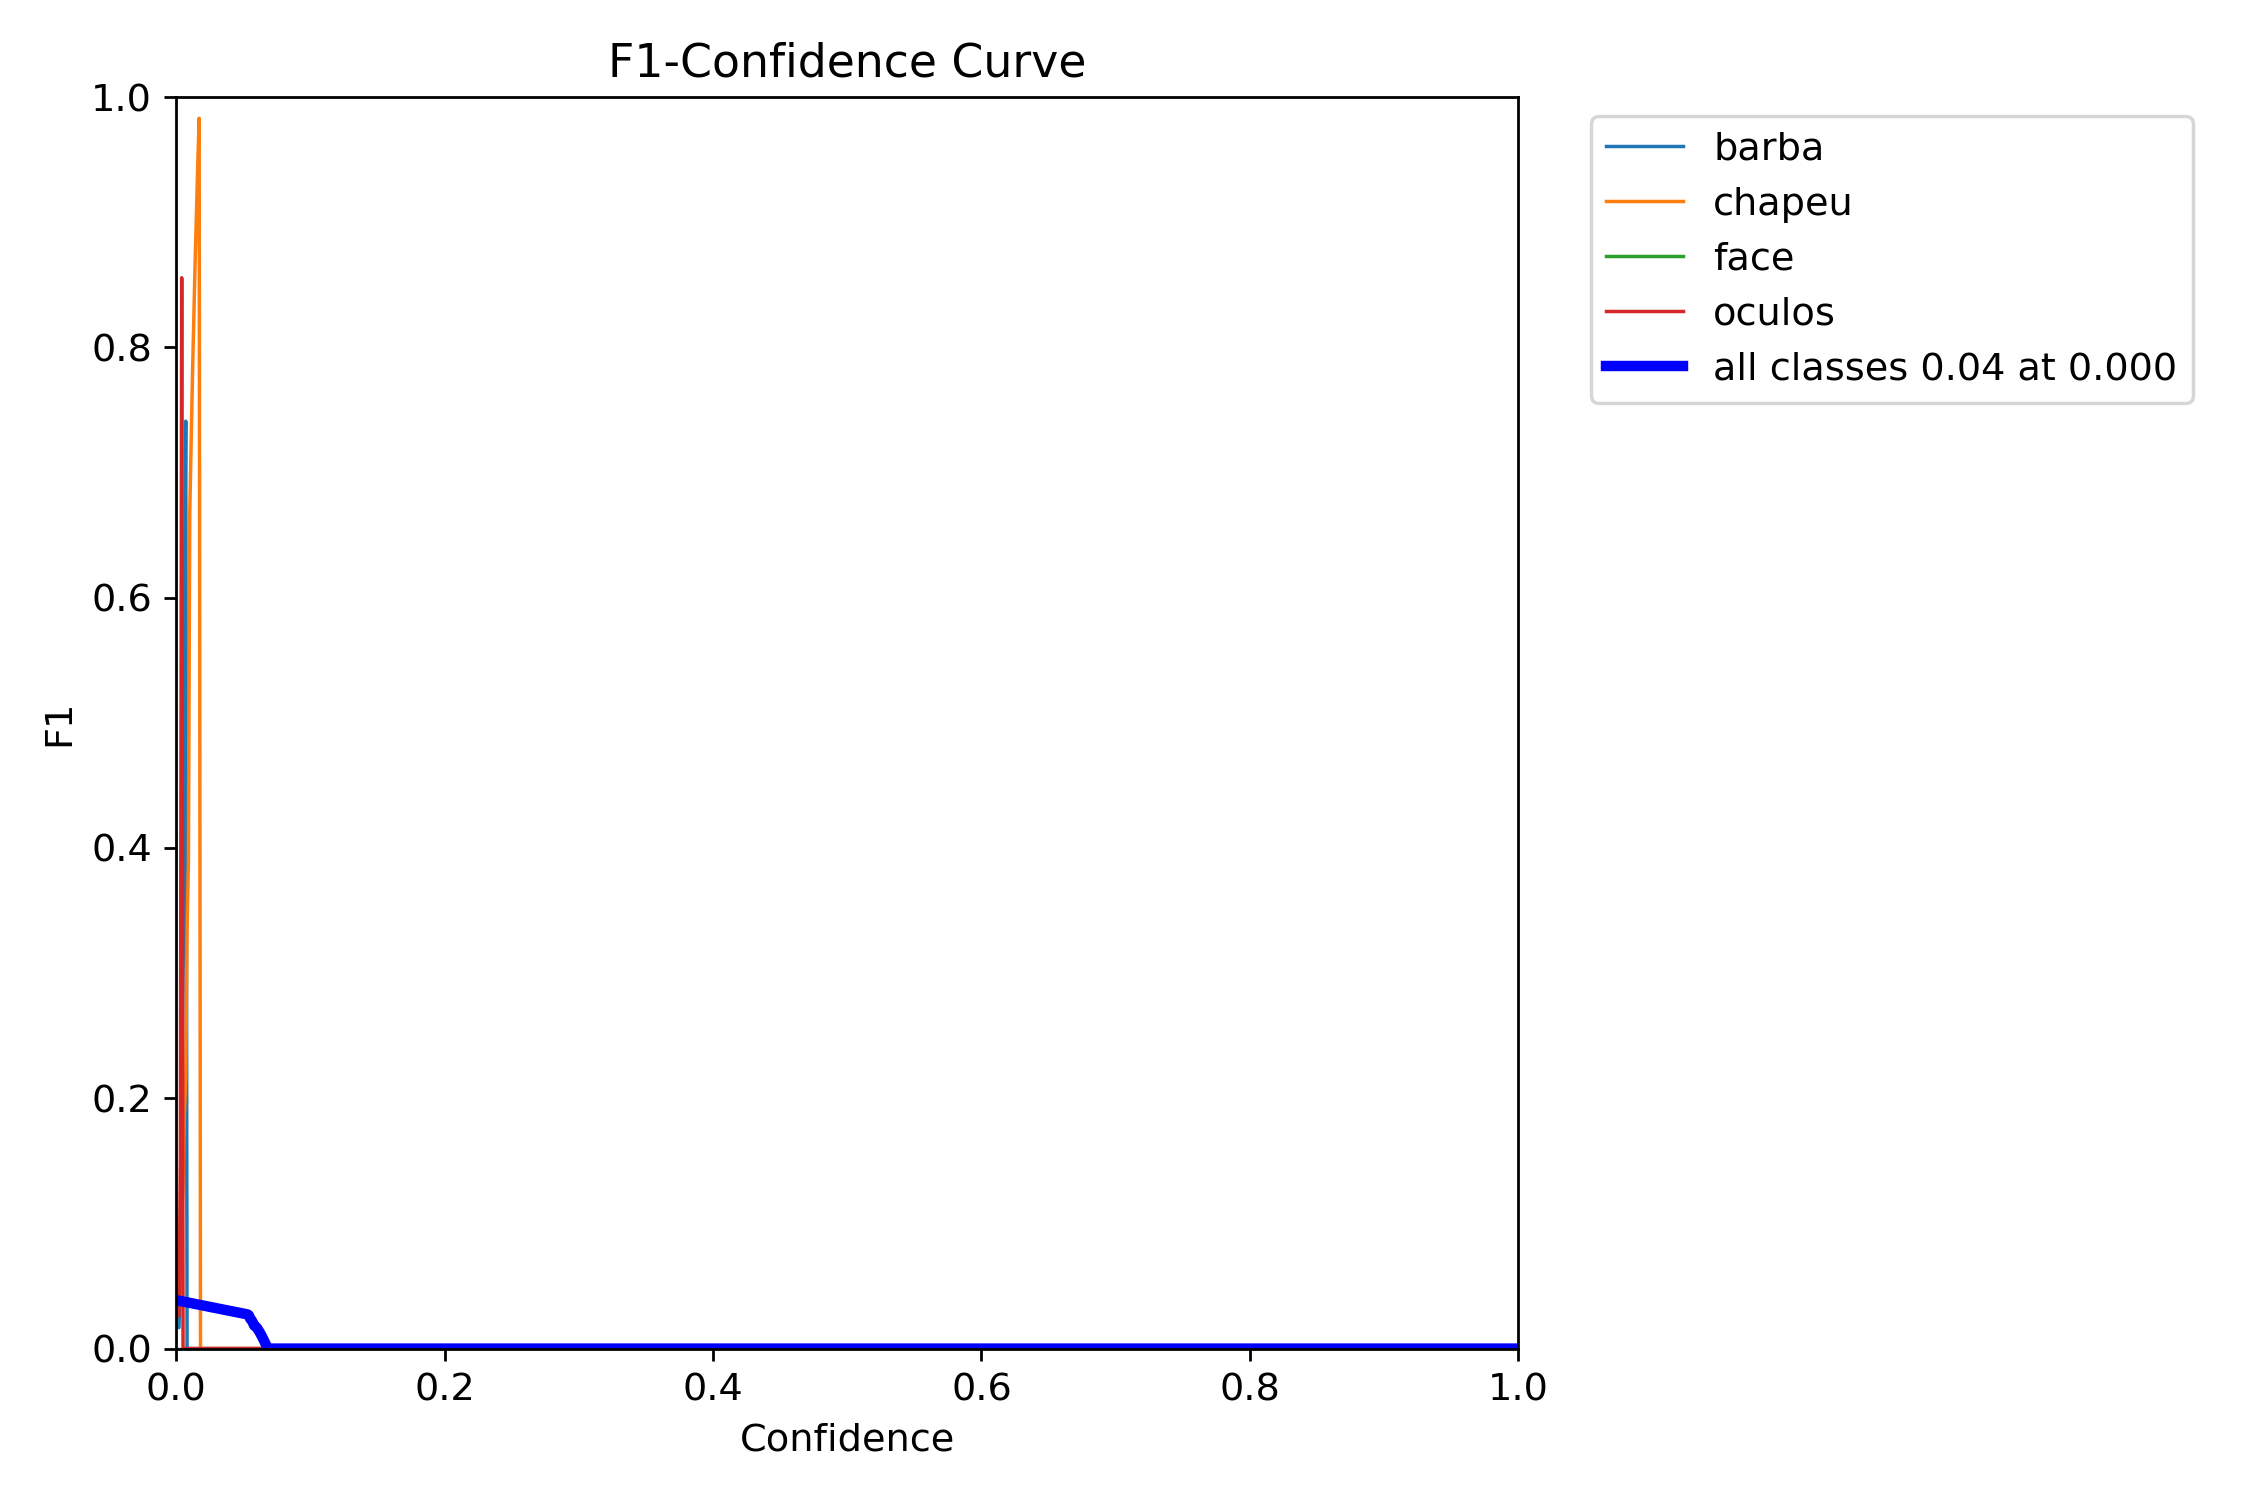 F1-Confidence Curve
1.0
0.8
0.6
0.4
0.2
0.0
F1
0.0 0.2 0.4 0.6 0.8 1.0
Confidence
barba
chapeu
face
oculos
all classes 0.04 at 0.000